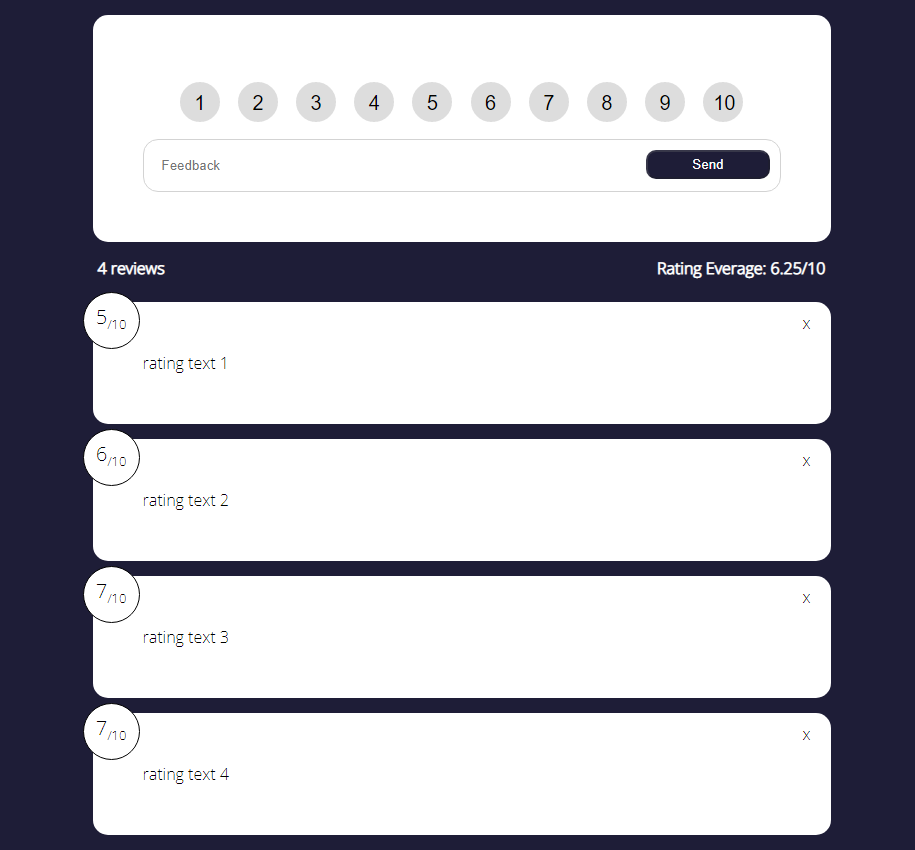 1 2 3 4 5 6 7 8 9 10
Feedback Send
4 reviews Rating Everage: 6.25/10
5/10 X
rating text 1
6/10 X
rating text 2
7/10 X
rating text 3
7/10 X
rating text 4